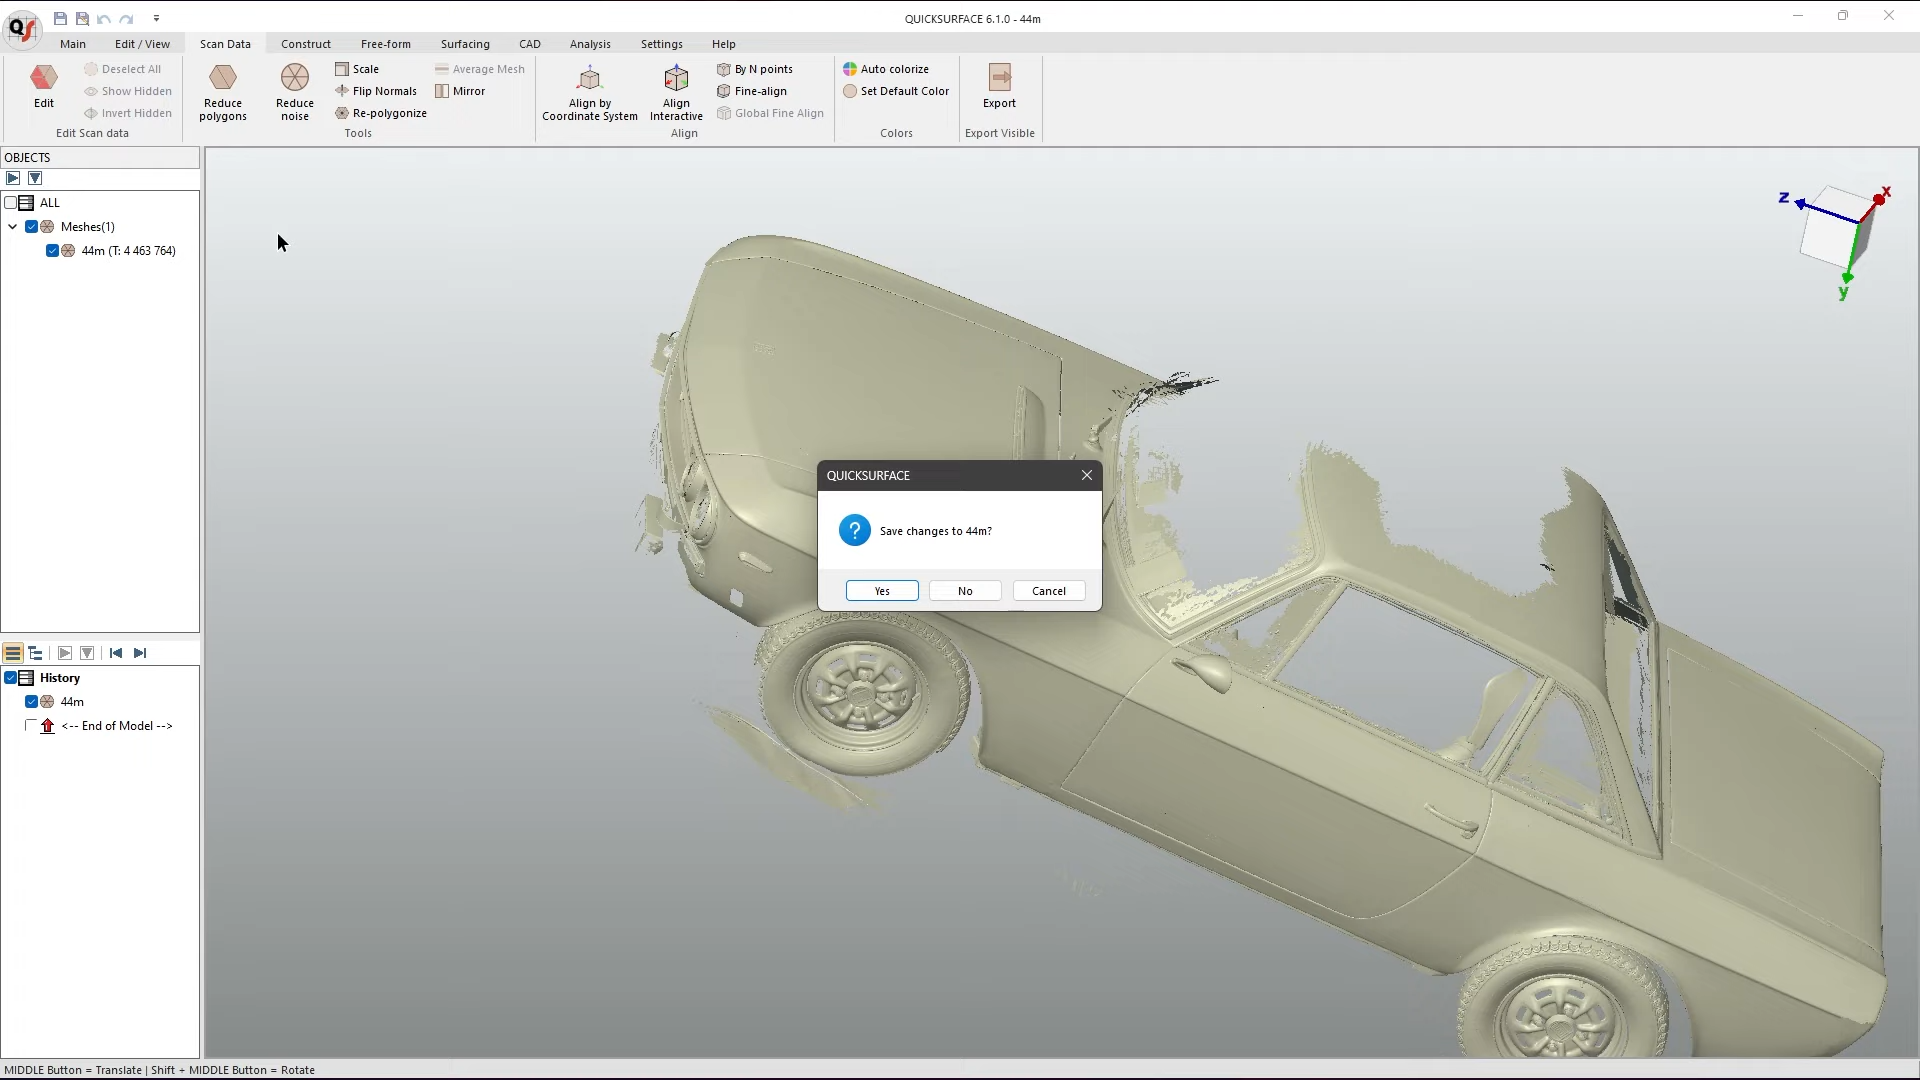 QUICKSURFACE 6.1.0 - 44m
Main Edit / View Scan Data Construct Free-form Surfacing CAD Analysis Settings Help
Edit
Deselect All
Show Hidden
Invert Hidden
Edit Scan data
Reduce polygons
Reduce noise
Scale
Flip Normals
Re-polygonize
Average Mesh
Mirror
Tools
Align by Coordinate System
Align Interactive
By N points
Fine-align
Global Fine Align
Align
Auto colorize
Set Default Color
Colors
Export
Export Visible
OBJECTS
ALL
Meshes(1)
44m (T: 4 463 764)
z
x
y
QUICKSURFACE
Save changes to 44m?
Yes No Cancel
History
44m
<-- End of Model -->
MIDDLE Button = Translate | Shift + MIDDLE Button = Rotate